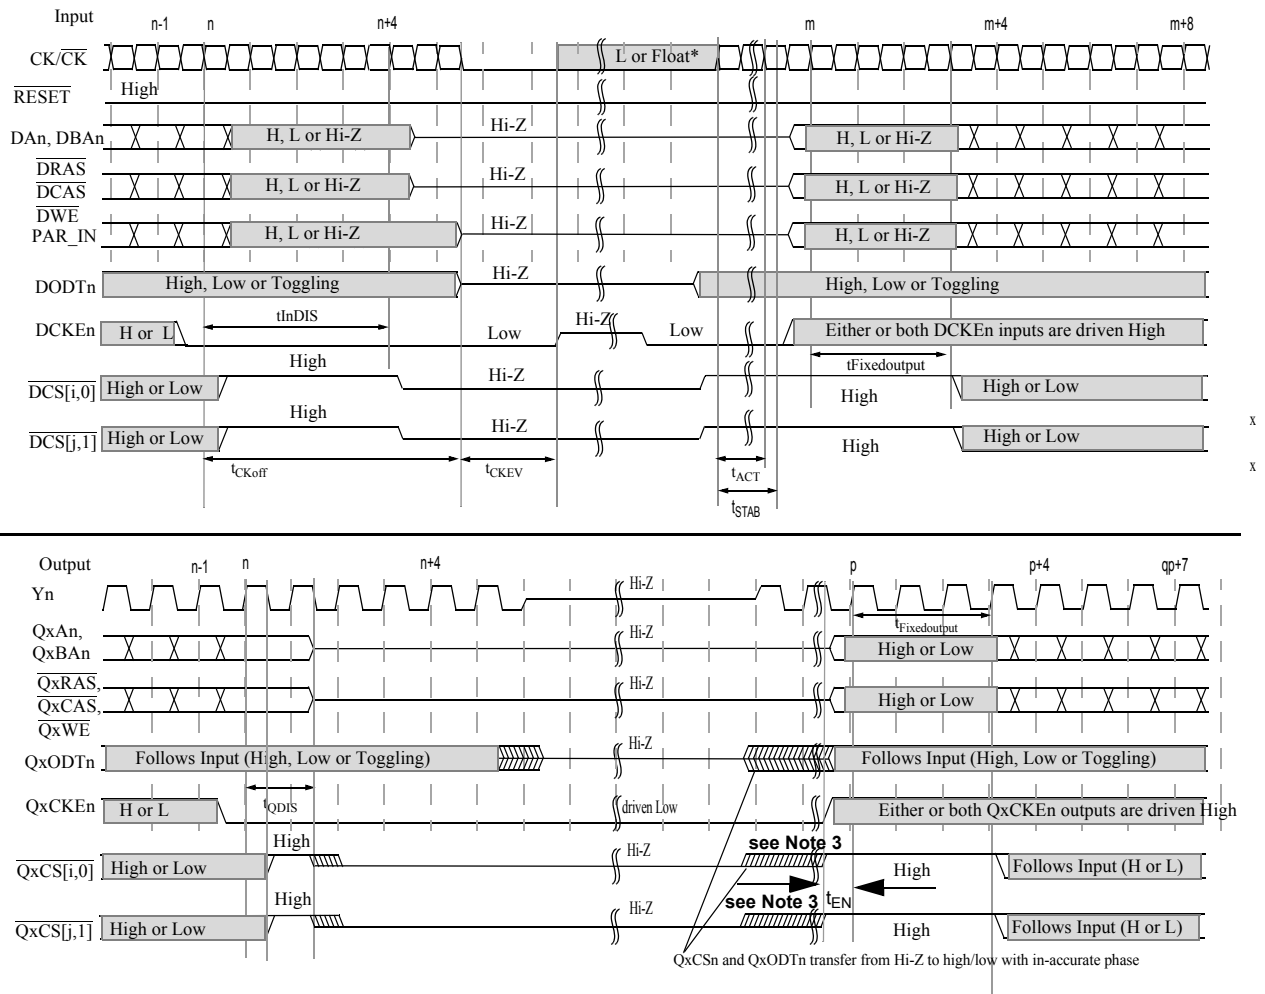 Input
n-1 n n+4 m m+4 m+8
CK/CK L or Float*
RESET High
DAn, DBAn H, L or Hi-Z Hi-Z H, L or Hi-Z
DRAS
DCAS H, L or Hi-Z Hi-Z H, L or Hi-Z
DWE
PAR_IN H, L or Hi-Z Hi-Z H, L or Hi-Z
DODTn High, Low or Toggling Hi-Z High, Low or Toggling
tInDIS
DCKEn H or L Low Hi-Z Low Either or both DCKEn inputs are driven High
tFixedoutput
High
DCS[i,0] High or Low Hi-Z High High or Low
High
DCS[j,1] High or Low Hi-Z High High or Low
x
tCKoff tCKEV tACT
x
tSTAB
Output
n-1 n n+4 p p+4 qp+7
Yn Hi-Z
tFixedoutput
QxAn,
QxBAn Hi-Z High or Low
QxRAS,
QxCAS, Hi-Z High or Low
QxWE
QxODTn Follows Input (High, Low or Toggling) Hi-Z Follows Input (High, Low or Toggling)
tQDIS
QxCKEn H or L driven Low Either or both QxCKEn outputs are driven High
High see Note 3
QxCS[i,0] High or Low Hi-Z High Follows Input (H or L)
see Note 3 tEN
High
QxCS[j,1] High or Low Hi-Z High Follows Input (H or L)
QxCSn and QxODTn transfer from Hi-Z to high/low with in-accurate phase